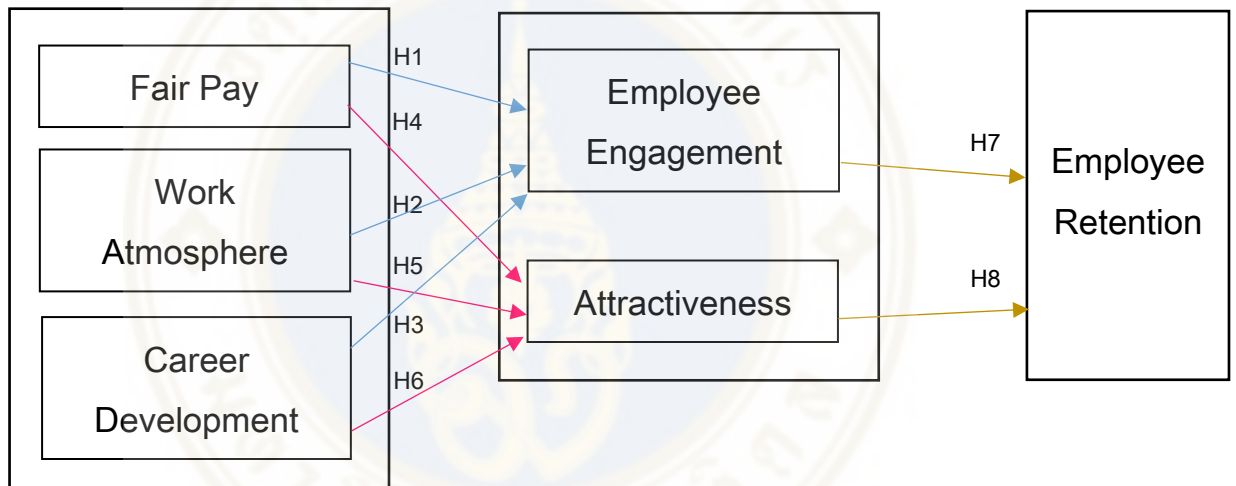 Fair Pay
Work
Atmosphere
Career
Development
H1
H4
H2
H5
H3
H6
Employee
Engagement
Attractiveness
H7
H8
Employee
Retention